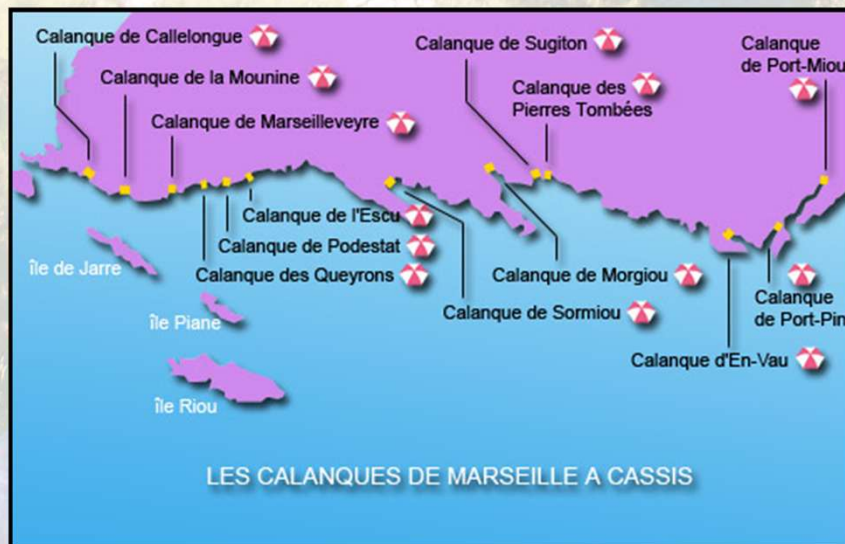 Calanque de Callelongue
Calanque de la Mounine
Calanque de Marseilleveyre
Calanque de Sugiton
Calanque des
Pierres Tombées
Calanque
de Port-Miou
Calanque de l'Escu
Calanque de Podestat
Calanque des Queyrons
île de Jarre
île Piane
île Riou
Calanque de Morgiou
Calanque de Sormiou
Calanque
de Port-Pin
Calanque d'En-Vau
LES CALANQUES DE MARSEILLE A CASSIS